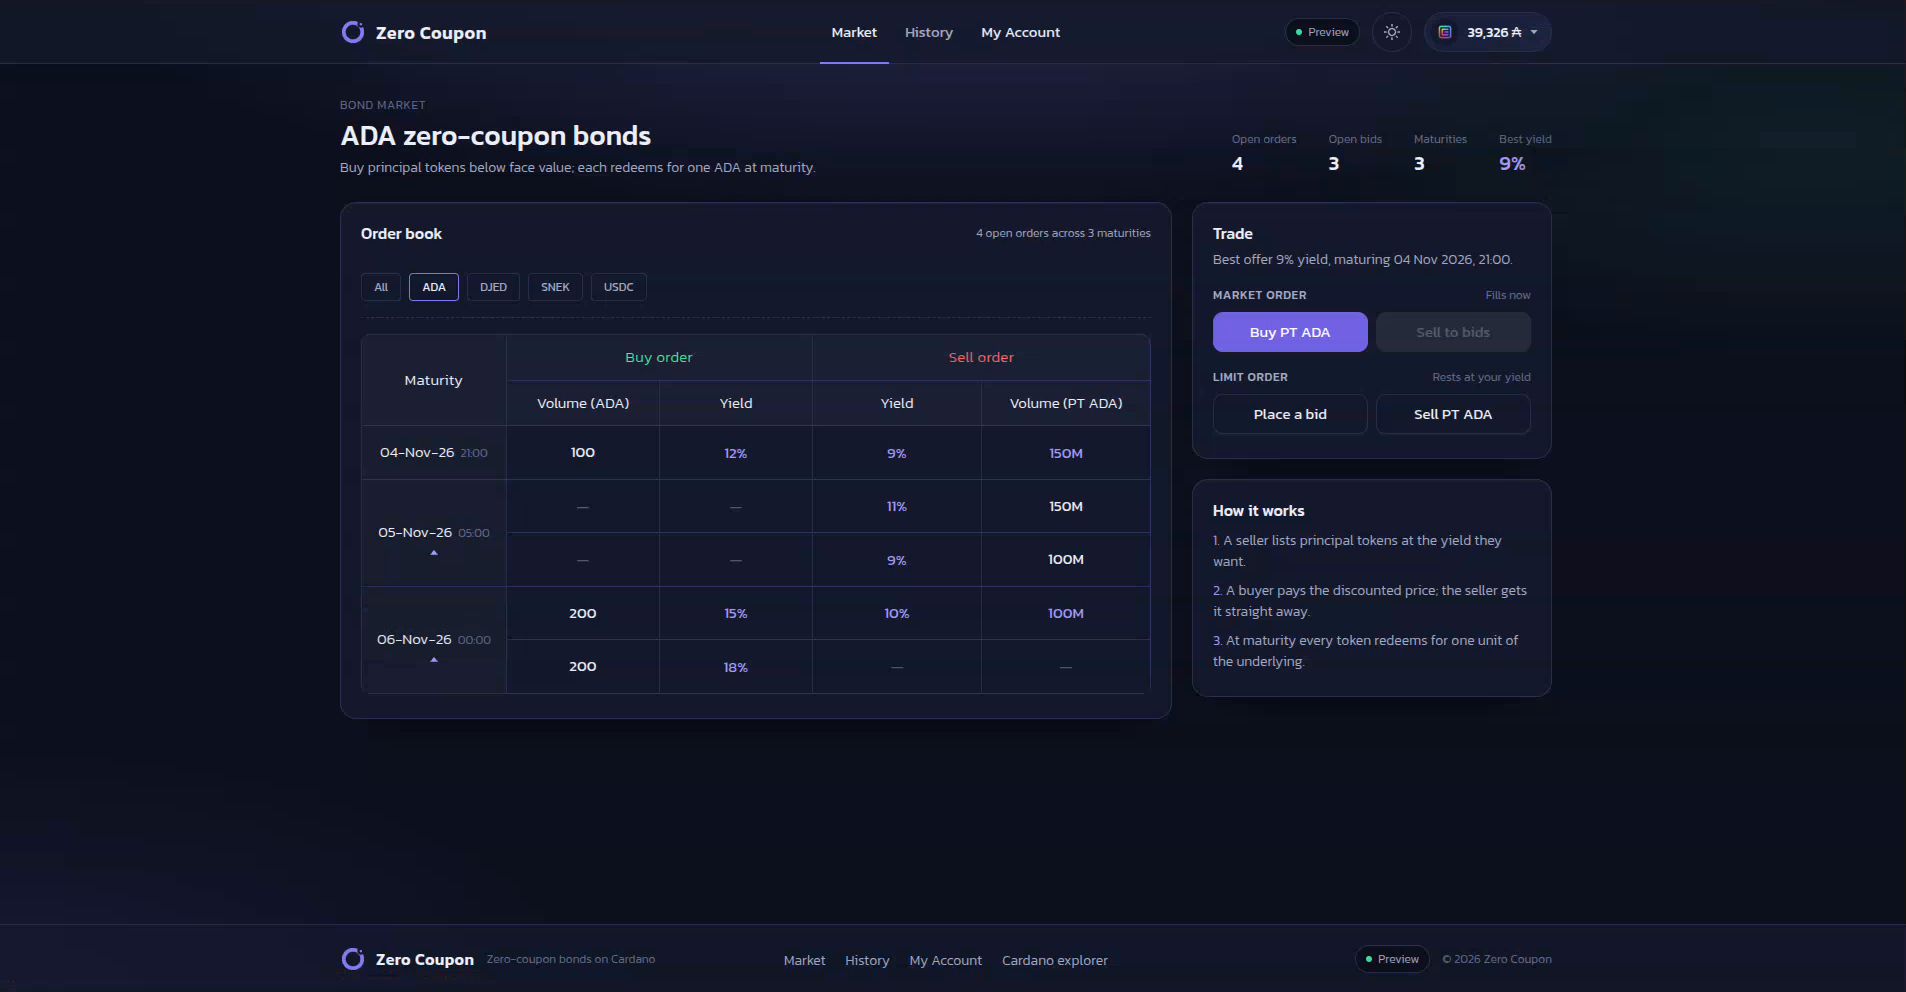 Zero Coupon
Market History My Account
Preview
39,326 ₳
BOND MARKET
ADA zero-coupon bonds
Buy principal tokens below face value; each redeems for one ADA at maturity.
Open orders Open bids Maturities Best yield
4 3 3 9%
Order book
4 open orders across 3 maturities
All ADA DJED SNEK USDC
Maturity Buy order Sell order
Volume (ADA) Yield Yield Volume (PT ADA)
04-Nov-26 21:00 100 12% 9% 150M
05-Nov-26 05:00
— — 11% 150M
— — 9% 100M
06-Nov-26 00:00
200 15% 10% 100M
200 18% — —
Trade
Best offer 9% yield, maturing 04 Nov 2026, 21:00.
MARKET ORDER Fills now
Buy PT ADA Sell to bids
LIMIT ORDER Rests at your yield
Place a bid Sell PT ADA
How it works
1. A seller lists principal tokens at the yield they
want.
2. A buyer pays the discounted price; the seller gets
it straight away.
3. At maturity every token redeems for one unit of
the underlying.
Zero Coupon Zero-coupon bonds on Cardano
Market History My Account Cardano explorer
Preview © 2026 Zero Coupon